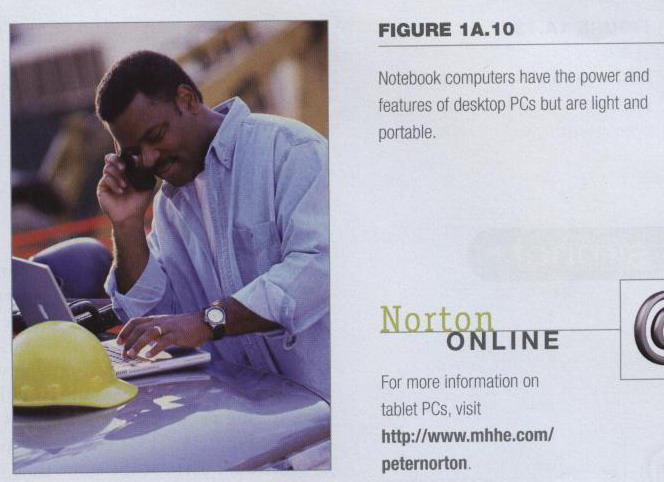 FIGURE 1A.10
Notebook computers have the power and
features of desktop PCs but are light and
portable.
Norton
ONLINE
For more information on
tablet PCs, visit
http://www.mhhe.com/
peternorton.